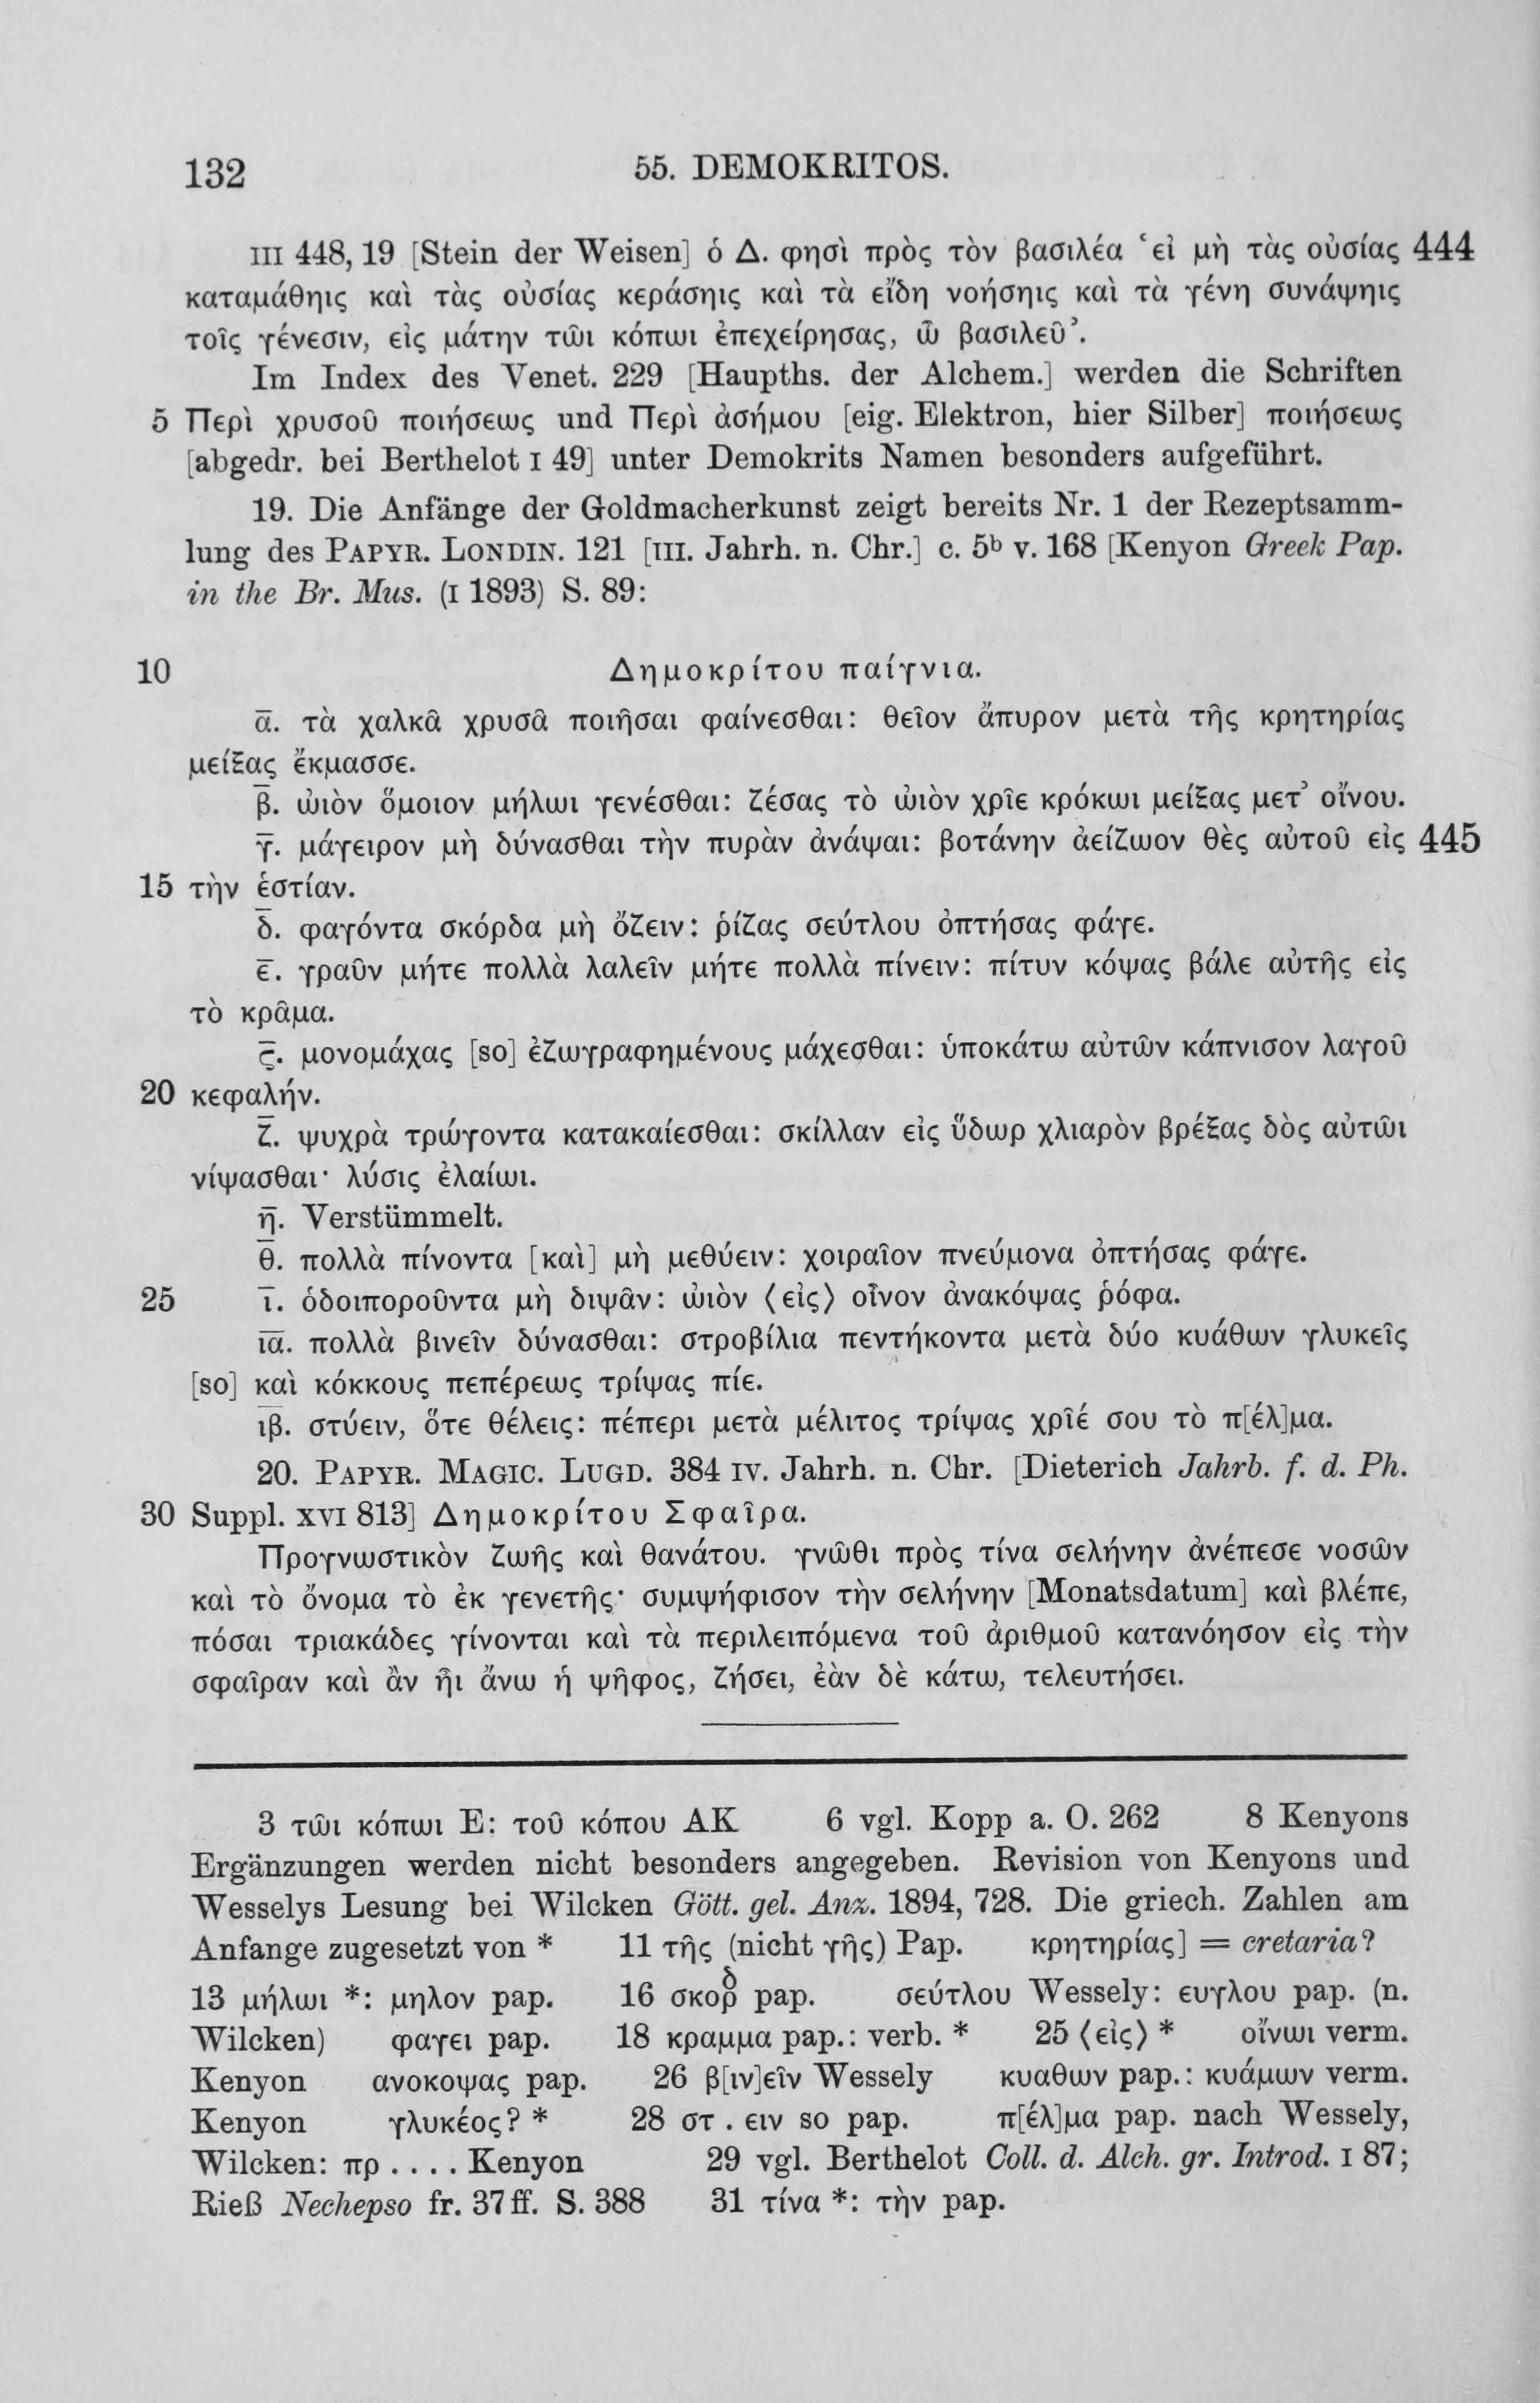 132
55. DEMOKRITOS.
III 448, 19 [Stein der Weisen] ὁ Δ. φησὶ πρὸς τὸν βασιλέα ‘εἰ μὴ τὰς οὐσίας 444
καταμάθηις καὶ τὰς οὐσίας κεράσηις καὶ τὰ εἴδη νοήσηις καὶ τὰ γένη συνάψηις
τοῖς γένεσιν, εἰς μάτην τῶι κόπωι ἐπεχείρησας, ὦ βασιλεῦ’.
Im Index des Venet. 229 [Haupths. der Alchem.] werden die Schriften
5 Περὶ χρυσοῦ ποιήσεως und Περὶ ἀσήμου [eig. Elektron, hier Silber] ποιήσεως
[abgedr. bei Berthelot I 49] unter Demokrits Namen besonders aufgeführt.
19. Die Anfänge der Goldmacherkunst zeigt bereits Nr. 1 der Rezeptsamm-
lung des PAPYR. LONDIN. 121 [III. Jahrh. n. Chr.] c. 5ᵇ v. 168 [Kenyon Greek Pap.
in the Br. Mus. (I 1893) S. 89:
10 Δημοκρίτου παίγνια.
α̅. τὰ χαλκᾶ χρυσᾶ ποιῆσαι φαίνεσθαι: θεῖον ἄπυρον μετὰ τῆς κρητηρίας
μείξας ἔκμασσε.
β̅. ὠιὸν ὅμοιον μήλωι γενέσθαι: ζέσας τὸ ὠιὸν χρῖε κρόκωι μείξας μετ’ οἴνου.
γ̅. μάγειρον μὴ δύνασθαι τὴν πυρὰν ἀνάψαι: βοτάνην ἀείζωον θὲς αὐτοῦ εἰς 445
15 τὴν ἑστίαν.
δ̅. φαγόντα σκόρδα μὴ ὄζειν: ῥίζας σεύτλου ὀπτήσας φάγε.
ε̅. γραῦν μήτε πολλὰ λαλεῖν μήτε πολλὰ πίνειν: πίτυν κόψας βάλε αὐτῆς εἰς
τὸ κρᾶμα.
ς̅. μονομάχας [so] ἐζωγραφημένους μάχεσθαι: ὑποκάτω αὐτῶν κάπνισον λαγοῦ
20 κεφαλήν.
ζ̅. ψυχρὰ τρώγοντα κατακαίεσθαι: σκίλλαν εἰς ὕδωρ χλιαρὸν βρέξας δὸς αὐτῶι
νίψασθαι· λύσις ἐλαίωι.
η̅. Verstümmelt.
θ̅. πολλὰ πίνοντα [καὶ] μὴ μεθύειν: χοιραῖον πνεύμονα ὀπτήσας φάγε.
25 ι̅. ὁδοιποροῦντα μὴ διψᾶν: ὠιὸν ⟨εἰς⟩ οἶνον ἀνακόψας ῥόφα.
ι̅α̅. πολλὰ βινεῖν δύνασθαι: στροβίλια πεντήκοντα μετὰ δύο κυάθων γλυκεῖς
[so] καὶ κόκκους πεπέρεως τρίψας πίε.
ι̅β̅. στύειν, ὅτε θέλεις: πέπερι μετὰ μέλιτος τρίψας χρῖέ σου τὸ π[έλ]μα.
20. PAPYR. MAGIC. LUGD. 384 IV. Jahrh. n. Chr. [Dieterich Jahrb. f. d. Ph.
30 Suppl. XVI 813] Δημοκρίτου Σφαῖρα.
Προγνωστικὸν ζωῆς καὶ θανάτου. γνῶθι πρὸς τίνα σελήνην ἀνέπεσε νοσῶν
καὶ τὸ ὄνομα τὸ ἐκ γενετῆς· συμψήφισον τὴν σελήνην [Monatsdatum] καὶ βλέπε,
πόσαι τριακάδες γίνονται καὶ τὰ περιλειπόμενα τοῦ ἀριθμοῦ κατανόησον εἰς τὴν
σφαῖραν καὶ ἂν ἦι ἄνω ἡ ψῆφος, ζήσει, ἐὰν δὲ κάτω, τελευτήσει.
3 τῶι κόπωι E: τοῦ κόπου AK 6 vgl. Kopp a. O. 262 8 Kenyons
Ergänzungen werden nicht besonders angegeben. Revision von Kenyons und
Wesselys Lesung bei Wilcken Gött. gel. Anz. 1894, 728. Die griech. Zahlen am
Anfange zugesetzt von * 11 τῆς (nicht γῆς) Pap. κρητηρίας] = cretaria?
13 μήλωι *: μηλον pap. 16 σκορᵟ pap. σεύτλου Wessely: ευγλου pap. (n.
Wilcken) φαγει pap. 18 κραμμα pap.: verb. * 25 ⟨εἰς⟩ * οἴνωι verm.
Kenyon ανοκοψας pap. 26 β[ιν]εῖν Wessely κυαθων pap.: κυάμων verm.
Kenyon γλυκέος? * 28 στ . ειν so pap. π[έλ]μα pap. nach Wessely,
Wilcken: πρ . . . . Kenyon 29 vgl. Berthelot Coll. d. Alch. gr. Introd. I 87;
Rieß Nechepso fr. 37 ff. S. 388 31 τίνα *: τὴν pap.